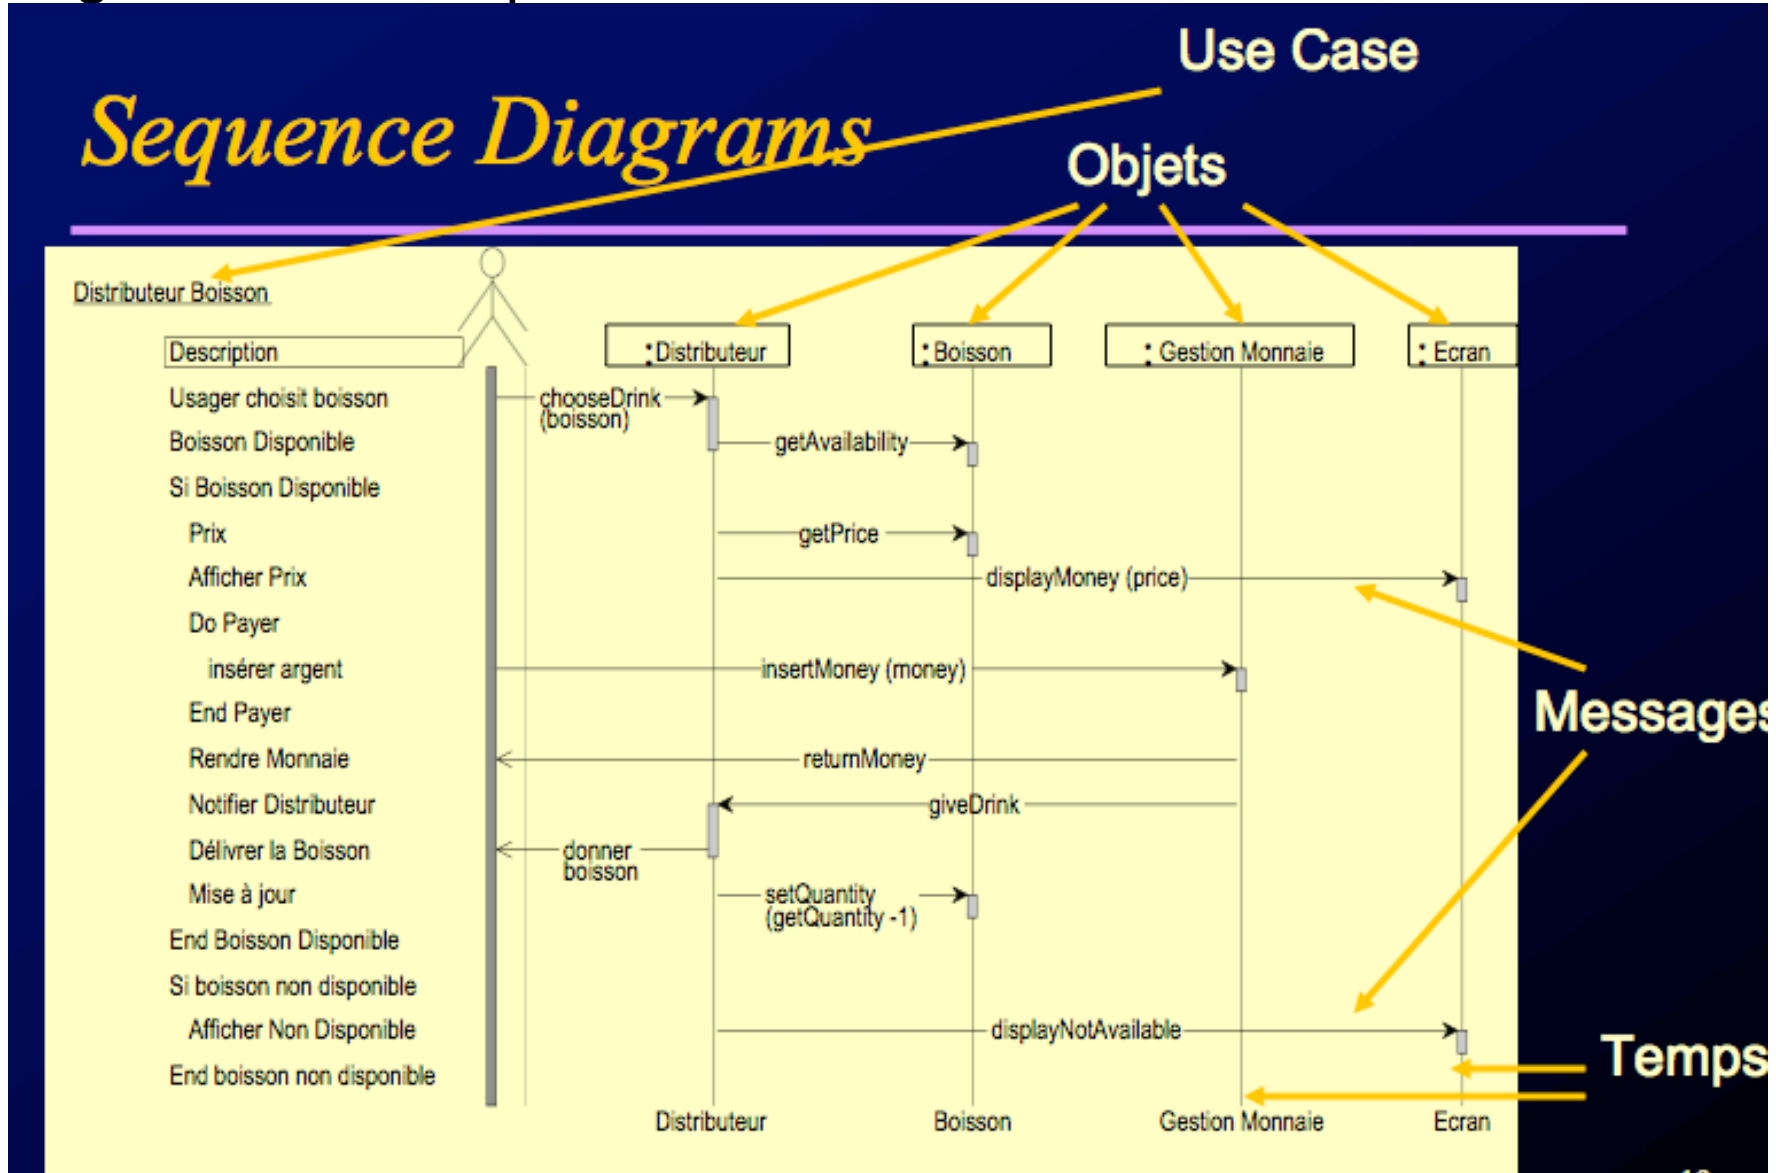 Use Case
Sequence Diagrams
Objets
Distributeur Boisson
Description
:Distributeur
:Boisson
: Gestion Monnaie
: Ecran
Usager choisit boisson
chooseDrink
(boisson)
Boisson Disponible
getAvailability
Si Boisson Disponible
Prix
getPrice
Afficher Prix
displayMoney (price)
Do Payer
insérer argent
insertMoney (money)
End Payer
Messages
Rendre Monnaie
returnMoney
Notifier Distributeur
giveDrink
Délivrer la Boisson
donner
boisson
Mise à jour
setQuantity
(getQuantity -1)
End Boisson Disponible
Si boisson non disponible
Afficher Non Disponible
displayNotAvailable
Temps
End boisson non disponible
Distributeur
Boisson
Gestion Monnaie
Ecran